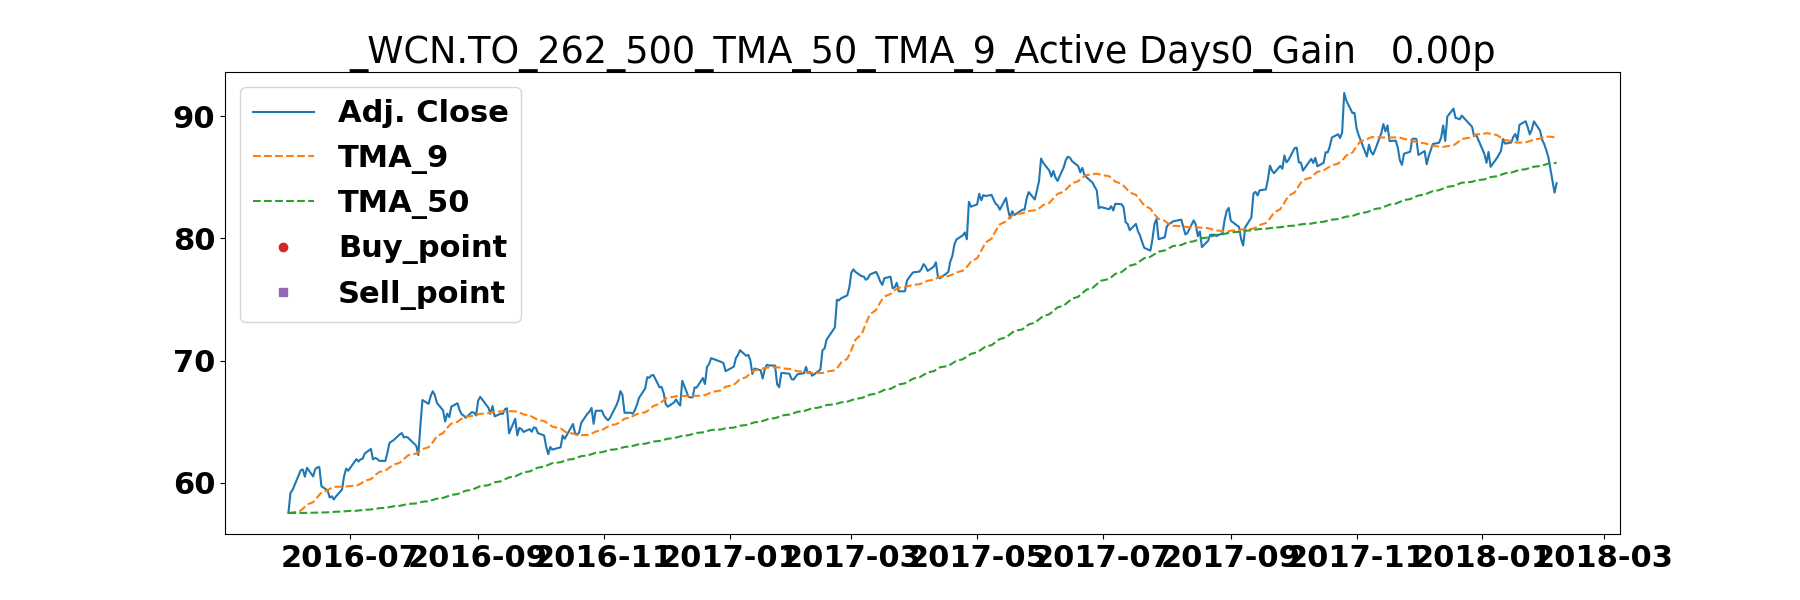 _WCN.TO_262_500_TMA_50_TMA_9_Active Days0_Gain   0.00p
Adj. Close
TMA_9
TMA_50
Buy_point
Sell_point
90
80
70
60
2016-07 2016-09 2016-11 2017-01 2017-03 2017-05 2017-07 2017-09 2017-11 2018-01 2018-03